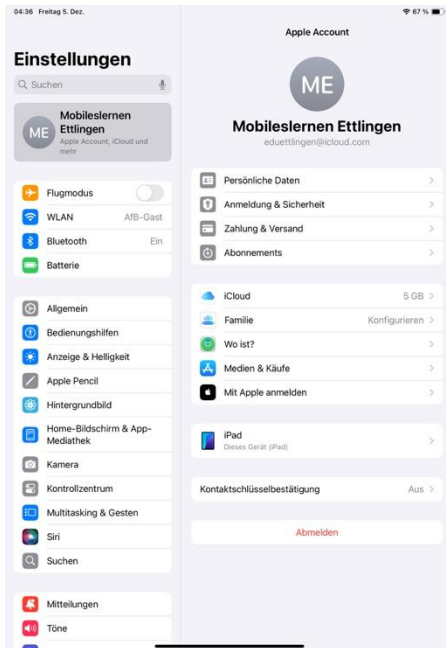 04:36 Freitag 5. Dez.
67 %
Einstellungen
Suchen
ME
Mobileslernen
Ettlingen
Apple Account, iCloud und
mehr
Flugmodus
WLAN AfB-Gast
Bluetooth Ein
Batterie
Allgemein
Bedienungshilfen
Anzeige & Helligkeit
Apple Pencil
Hintergrundbild
Home-Bildschirm & App-
Mediathek
Kamera
Kontrollzentrum
Multitasking & Gesten
Siri
Suchen
Mitteilungen
Töne
Apple Account
ME
Mobileslernen Ettlingen
eduettlingen@icloud.com
Persönliche Daten
Anmeldung & Sicherheit
Zahlung & Versand
Abonnements
iCloud 5 GB
Familie Konfigurieren
Wo ist?
Medien & Käufe
Mit Apple anmelden
iPad
Dieses Gerät (iPad)
Kontaktschlüsselbestätigung Aus
Abmelden